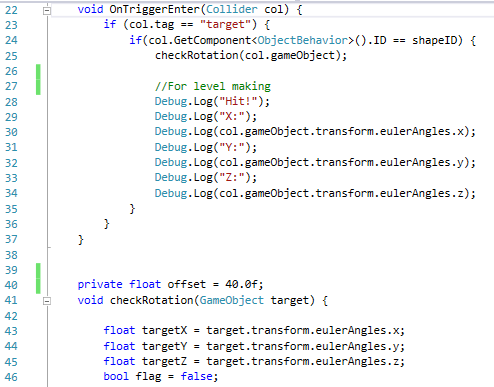 22 void OnTriggerEnter(Collider col) {
23 if (col.tag == "target") {
24 if(col.GetComponent<ObjectBehavior>().ID == shapeID) {
25 checkRotation(col.gameObject);
26
27 //For level making
28 Debug.Log("Hit!");
29 Debug.Log("X:");
30 Debug.Log(col.gameObject.transform.eulerAngles.x);
31 Debug.Log("Y:");
32 Debug.Log(col.gameObject.transform.eulerAngles.y);
33 Debug.Log("Z:");
34 Debug.Log(col.gameObject.transform.eulerAngles.z);
35 }
36 }
37 }
38
39
40 private float offset = 40.0f;
41 void checkRotation(GameObject target) {
42
43 float targetX = target.transform.eulerAngles.x;
44 float targetY = target.transform.eulerAngles.y;
45 float targetZ = target.transform.eulerAngles.z;
46 bool flag = false;